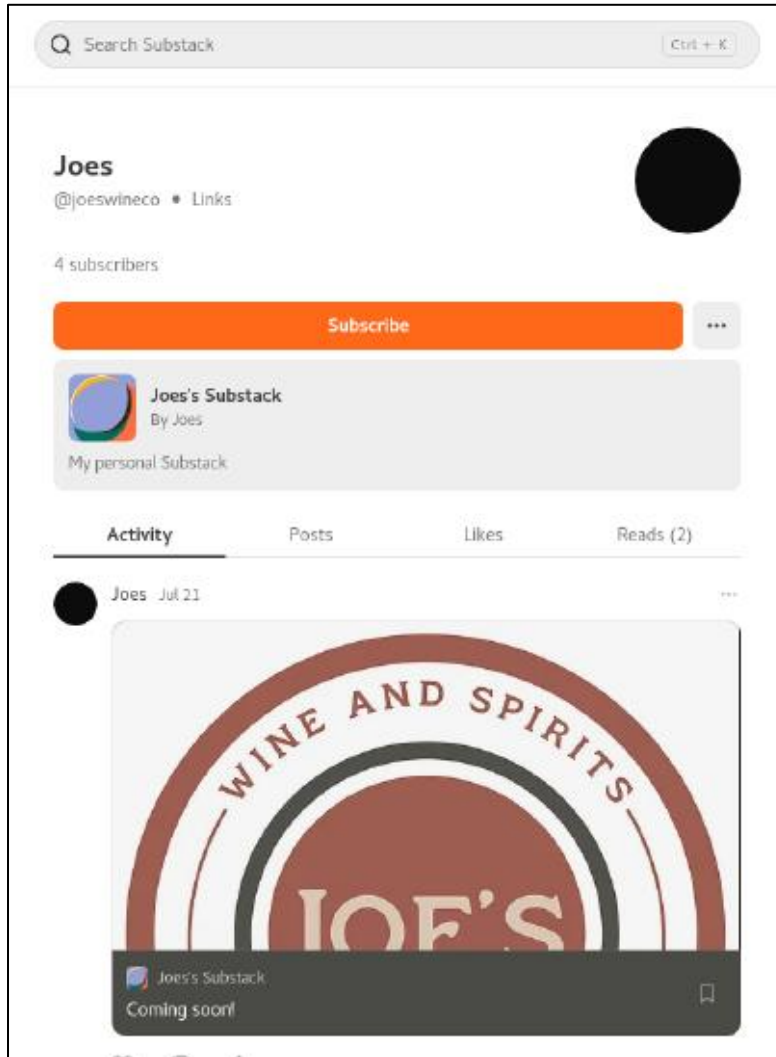 Search Substack
Ctrl + K
Joes
@joeswineco • Links
4 subscribers
Subscribe
Joes's Substack
By Joes
My personal Substack
Activity Posts Likes Reads (2)
Joes Jul 21
WINE AND SPIRITS
JOE'S
Joes's Substack
Coming soon!